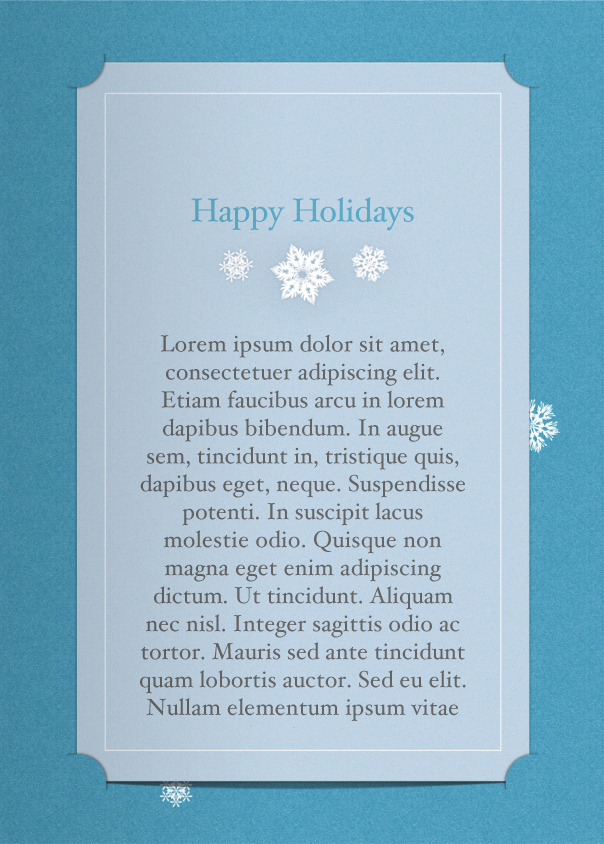 Happy Holidays
Lorem ipsum dolor sit amet,
consectetuer adipiscing elit.
Etiam faucibus arcu in lorem
dapibus bibendum. In augue
sem, tincidunt in, tristique quis,
dapibus eget, neque. Suspendisse
potenti. In suscipit lacus
molestie odio. Quisque non
magna eget enim adipiscing
dictum. Ut tincidunt. Aliquam
nec nisl. Integer sagittis odio ac
tortor. Mauris sed ante tincidunt
quam lobortis auctor. Sed eu elit.
Nullam elementum ipsum vitae